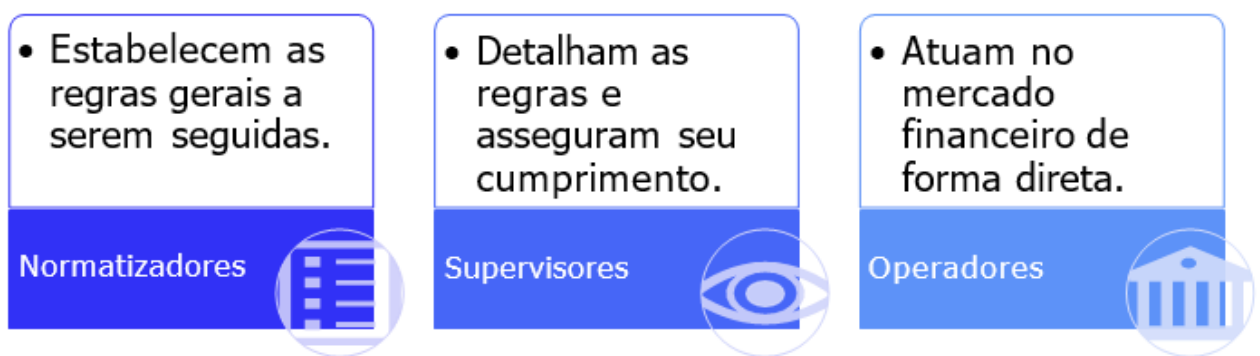 • Estabelecem as
regras gerais a
serem seguidas.
Normatizadores
• Detalham as
regras e
asseguram seu
cumprimento.
Supervisores
• Atuam no
mercado
financeiro de
forma direta.
Operadores